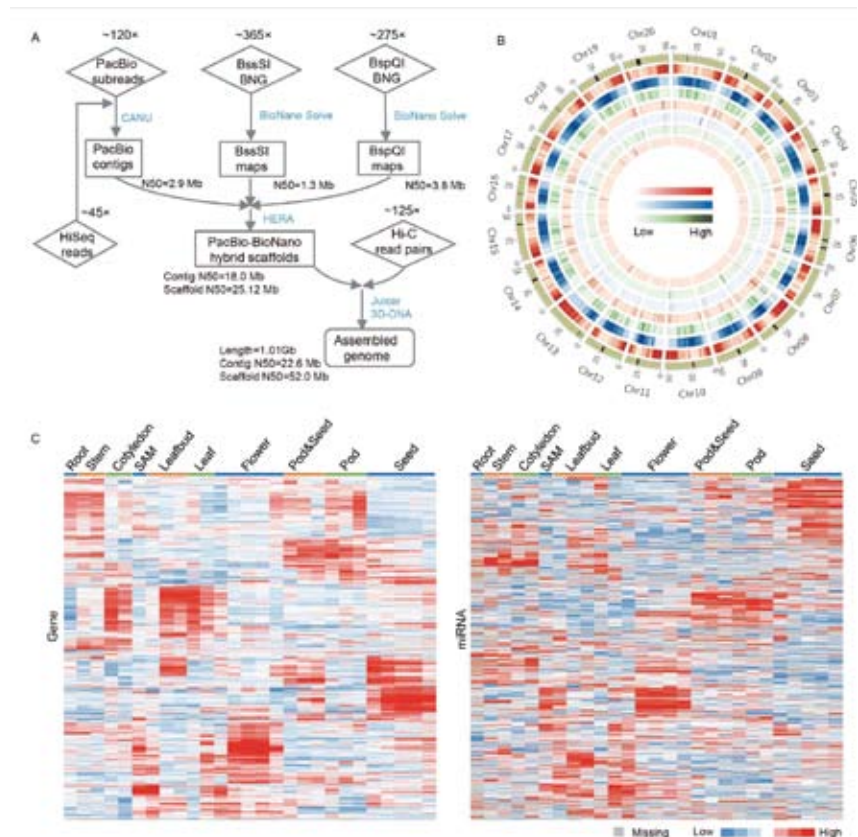 A
~120×
~365×
~275×
PacBio
subreads
BssSI
BNG
BspQI
BNG
CANU
BioNano Solve
BioNano Solve
PacBio
contigs
BssSI
maps
BspQI
maps
N50=2.9 Mb
N50=1.3 Mb
N50=3.8 Mb
~45×
HERA
~125×
HiSeq
reads
PacBio-BioNano
hybrid scaffolds
Hi-C
read pairs
Contig N50=18.0 Mb
Scaffold N50=25.12 Mb
Juicer
3D-DNA
Length=1.01Gb
Contig N50=22.6 Mb
Scaffold N50=52.0 Mb
Assembled
genome
B
Chr20
Chr01
Chr02
Chr03
Chr04
Chr05
Chr06
Chr07
Chr08
Chr09
Chr10
Chr11
Chr12
Chr13
Chr14
Chr15
Chr16
Chr17
Chr18
Chr19
Low
High
C
Root
Stem
Cotyledon
SAM
Leafbud
Leaf
Flower
Pod&Seed
Pod
Seed
Gene
Root
Stem
Cotyledon
SAM
Leafbud
Leaf
Flower
Pod&Seed
Pod
Seed
miRNA
Missing
Low
High